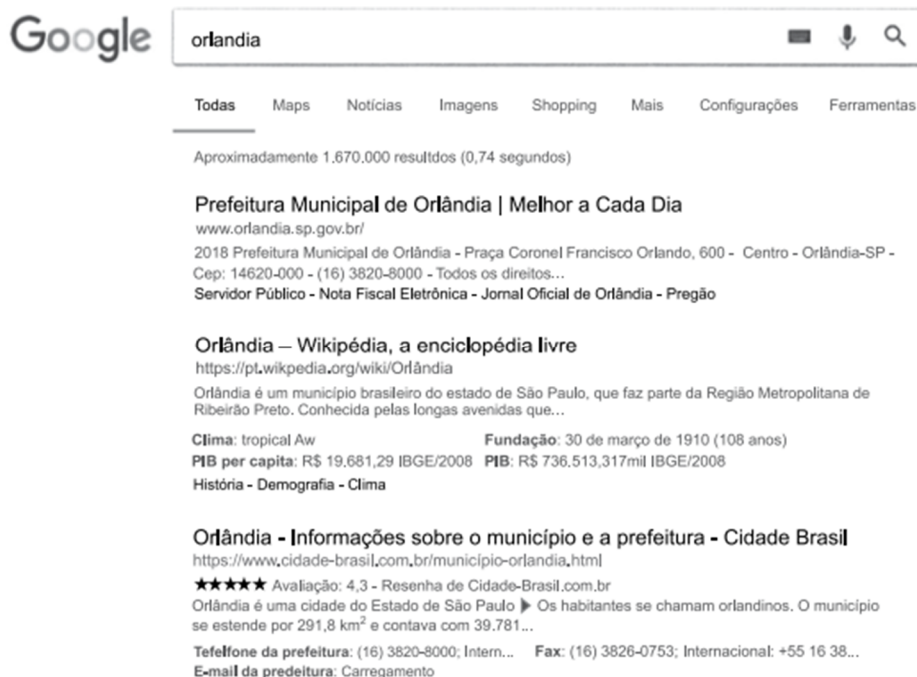 Google
orlandia
Todas Maps Notícias Imagens Shopping Mais Configurações Ferramentas
Aproximadamente 1.670.000 resultdos (0,74 segundos)
Prefeitura Municipal de Orlândia | Melhor a Cada Dia
www.orlandia.sp.gov.br/
2018 Prefeitura Municipal de Orlândia - Praça Coronel Francisco Orlando, 600 - Centro - Orlândia-SP -
Cep: 14620-000 - (16) 3820-8000 - Todos os direitos...
Servidor Público - Nota Fiscal Eletrônica - Jornal Oficial de Orlândia - Pregão
Orlândia – Wikipédia, a enciclopédia livre
https://pt.wikpedia.org/wiki/Orlândia
Orlândia é um município brasileiro do estado de São Paulo, que faz parte da Região Metropolitana de
Ribeirão Preto. Conhecida pelas longas avenidas que...
Clima: tropical Aw Fundação: 30 de março de 1910 (108 anos)
PIB per capita: R$ 19.681,29 IBGE/2008 PIB: R$ 736.513,317mil IBGE/2008
História - Demografia - Clima
Orlândia - Informações sobre o município e a prefeitura - Cidade Brasil
https://www.cidade-brasil.com.br/município-orlandia.html
★★★★★ Avaliação: 4,3 - Resenha de Cidade-Brasil.com.br
Orlândia é uma cidade do Estado de São Paulo ▶ Os habitantes se chamam orlandinos. O município
se estende por 291,8 km² e contava com 39.781...
Tefelfone da prefeitura: (16) 3820-8000; Intern... Fax: (16) 3826-0753; Internacional: +55 16 38...
E-mail da predeitura: Carregamento